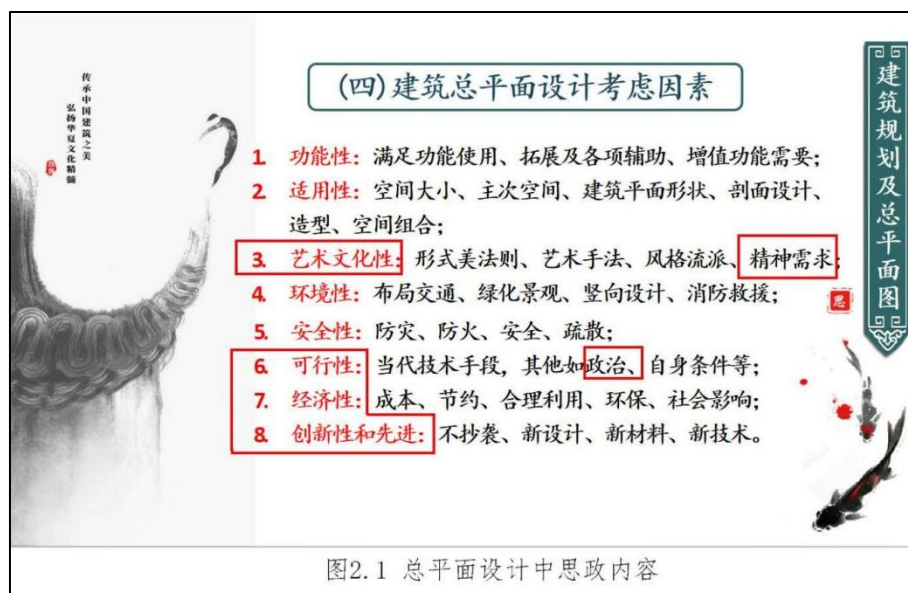 传承中国建筑之美
弘扬华夏文化精髓
(四)建筑总平面设计考虑因素
1. 功能性：满足功能使用、拓展及各项辅助、增值功能需要；
2. 适用性：空间大小、主次空间、建筑平面形状、剖面设计、
造型、空间组合；
3. 艺术文化性：形式美法则、艺术手法、风格流派、精神需求；
4. 环境性：布局交通、绿化景观、竖向设计、消防救援；
5. 安全性：防灾、防火、安全、疏散；
6. 可行性：当代技术手段，其他如政治、自身条件等；
7. 经济性：成本、节约、合理利用、环保、社会影响；
8. 创新性和先进：不抄袭、新设计、新材料、新技术。
思
建筑规划及总平面图
图2.1 总平面设计中思政内容